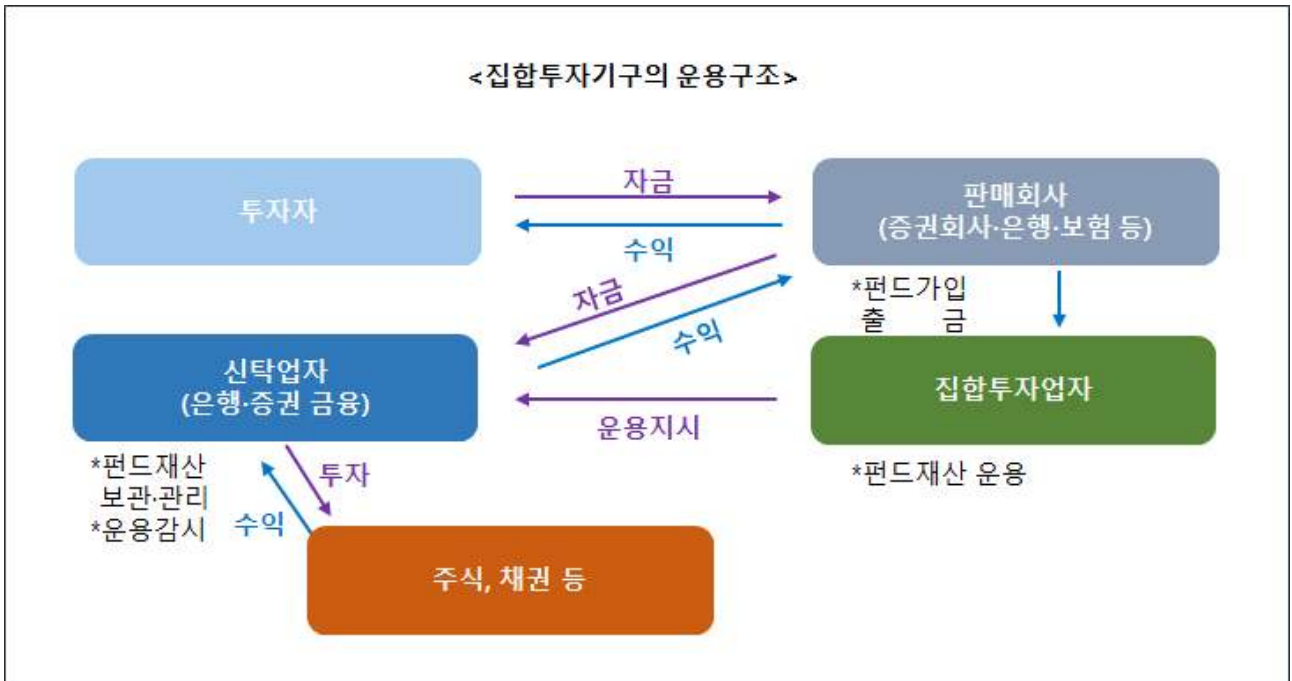 <집합투자기구의 운용구조>
투자자
자금
수익
판매회사
(증권회사·은행·보험 등)
자금
수익
*펀드가입
출 금
신탁업자
(은행·증권 금융)
운용지시
집합투자업자
*펀드재산
보관·관리
*운용감시
투자
수익
*펀드재산 운용
주식, 채권 등